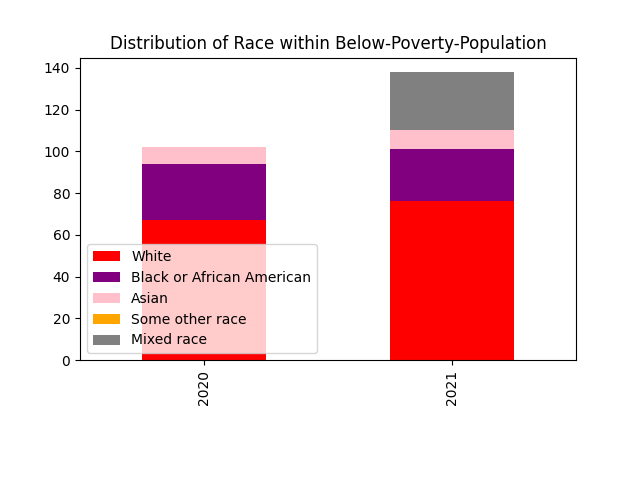 Distribution of Race within Below-Poverty-Population
140
120
100
80
60
40
20
0
White
Black or African American
Asian
Some other race
Mixed race
2020
2021